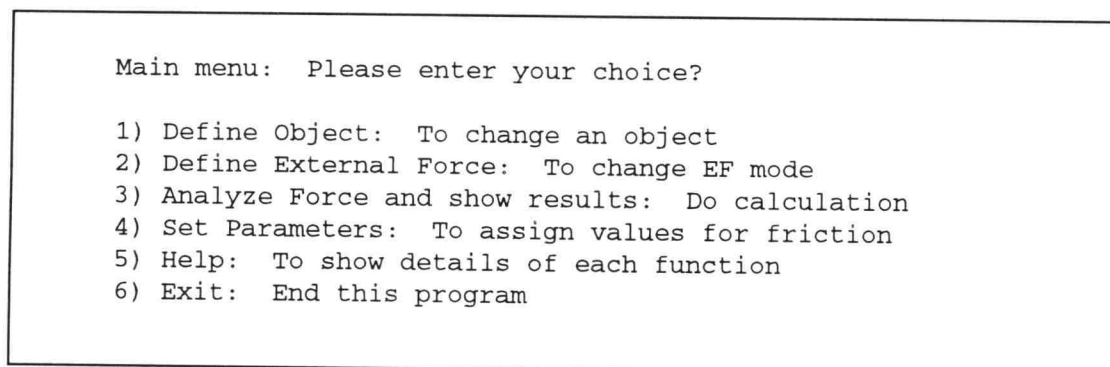 Main menu:  Please enter your choice?
1) Define Object:  To change an object
2) Define External Force:  To change EF mode
3) Analyze Force and show results:  Do calculation
4) Set Parameters:  To assign values for friction
5) Help:  To show details of each function
6) Exit:  End this program